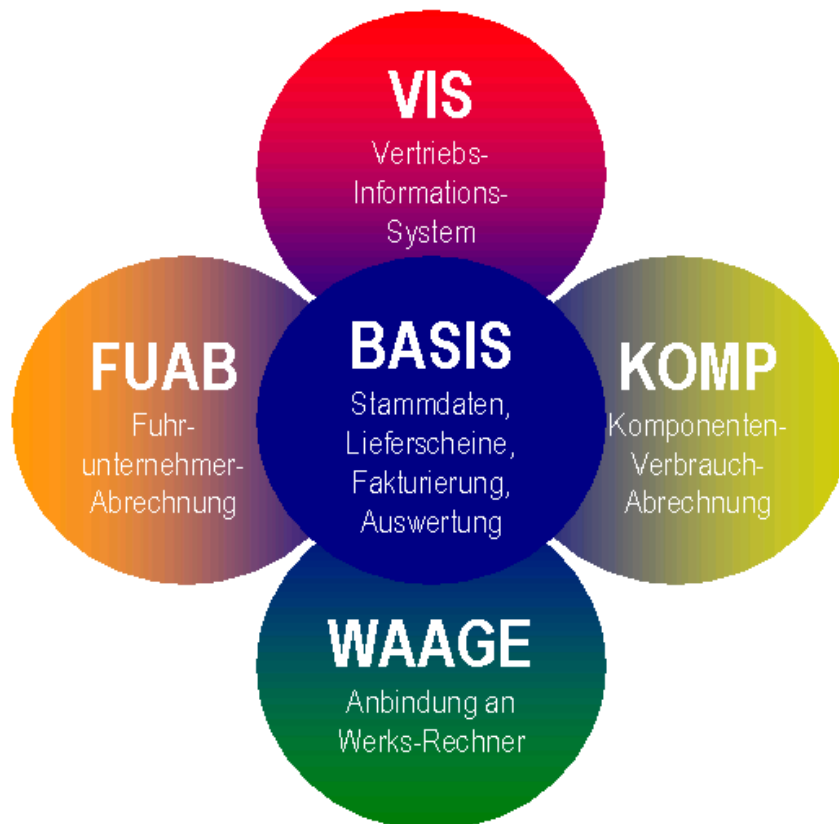 VIS
Vertriebs-
Informations-
System
FUAB
Fuhr-
unternehmer-
Abrechnung
BASIS
Stammdaten,
Lieferscheine,
Fakturierung,
Auswertung
KOMP
Komponenten-
Verbrauch-
Abrechnung
WAAGE
Anbindung an
Werks-Rechner